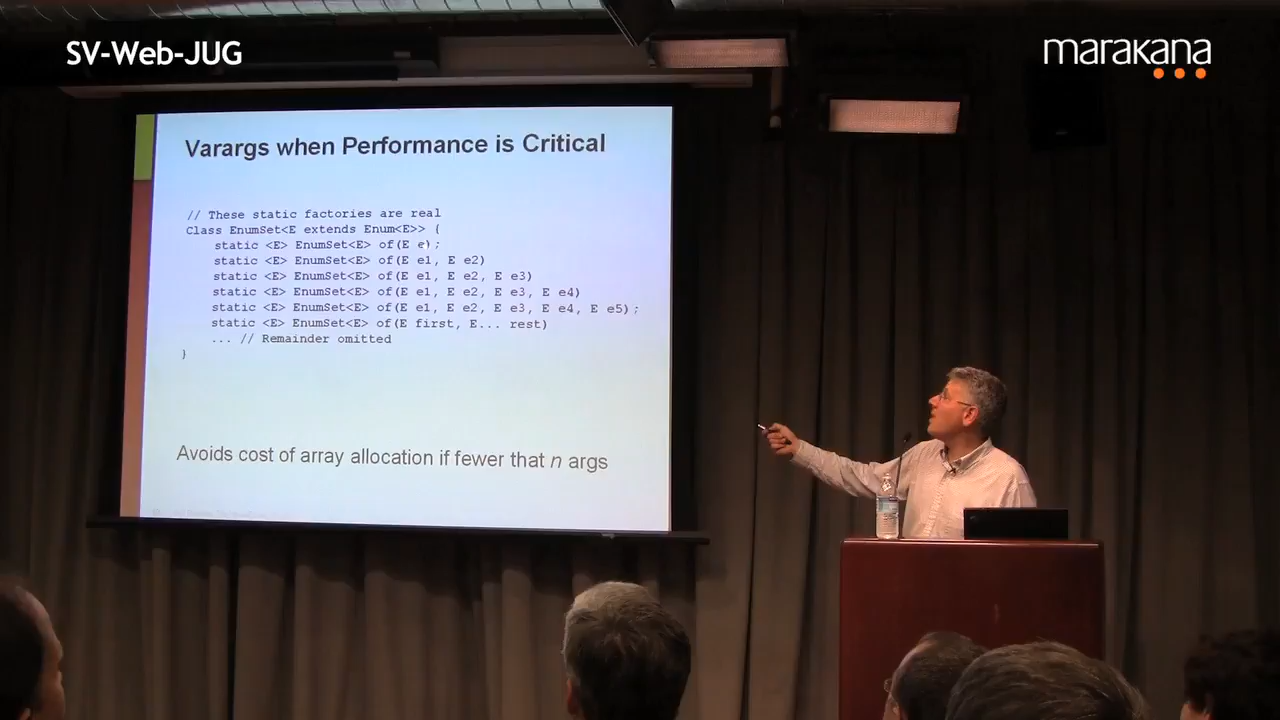 SV-Web-JUG
marakana
Varargs when Performance is Critical
// These static factories are real
Class EnumSet<E extends Enum<E>> {
static <E> EnumSet<E> of(E e);
static <E> EnumSet<E> of(E e1, E e2)
static <E> EnumSet<E> of(E e1, E e2, E e3)
static <E> EnumSet<E> of(E e1, E e2, E e3, E e4)
static <E> EnumSet<E> of(E e1, E e2, E e3, E e4, E e5);
static <E> EnumSet<E> of(E first, E... rest)
... // Remainder omitted
}
Avoids cost of array allocation if fewer that n args